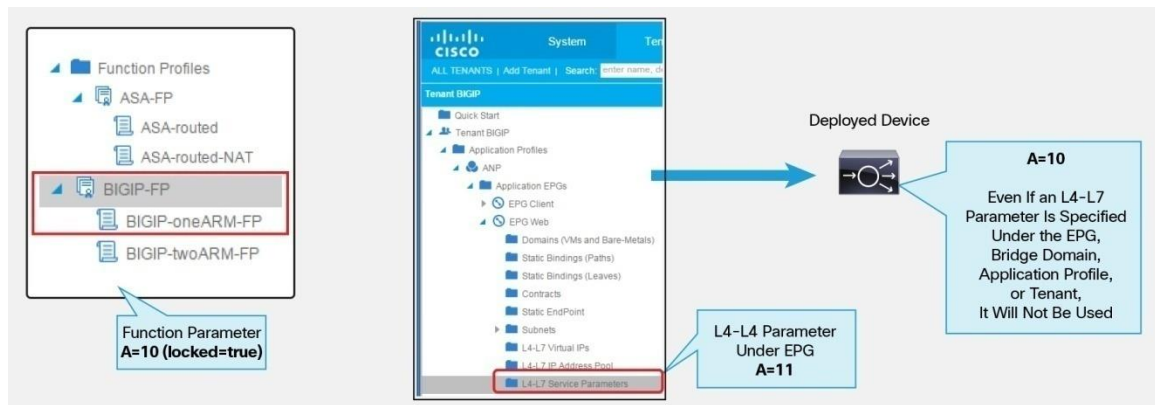 Function Profiles
ASA-FP
ASA-routed
ASA-routed-NAT
BIGIP-FP
BIGIP-oneARM-FP
BIGIP-twoARM-FP
Function Parameter
A=10 (locked=true)
CISCO
System
Ten
ALL TENANTS | Add Tenant | Search: enter name, de
Tenant BIGIP
Quick Start
Tenant BIGIP
Application Profiles
ANP
Application EPGs
EPG Client
EPG Web
Domains (VMs and Bare-Metals)
Static Bindings (Paths)
Static Bindings (Leaves)
Contracts
Static EndPoint
Subnets
L4-L7 Virtual IPs
L4-L7 IP Address Pool
L4-L7 Service Parameters
L4-L4 Parameter
Under EPG
A=11
Deployed Device
A=10
Even If an L4-L7
Parameter Is Specified
Under the EPG,
Bridge Domain,
Application Profile,
or Tenant,
It Will Not Be Used